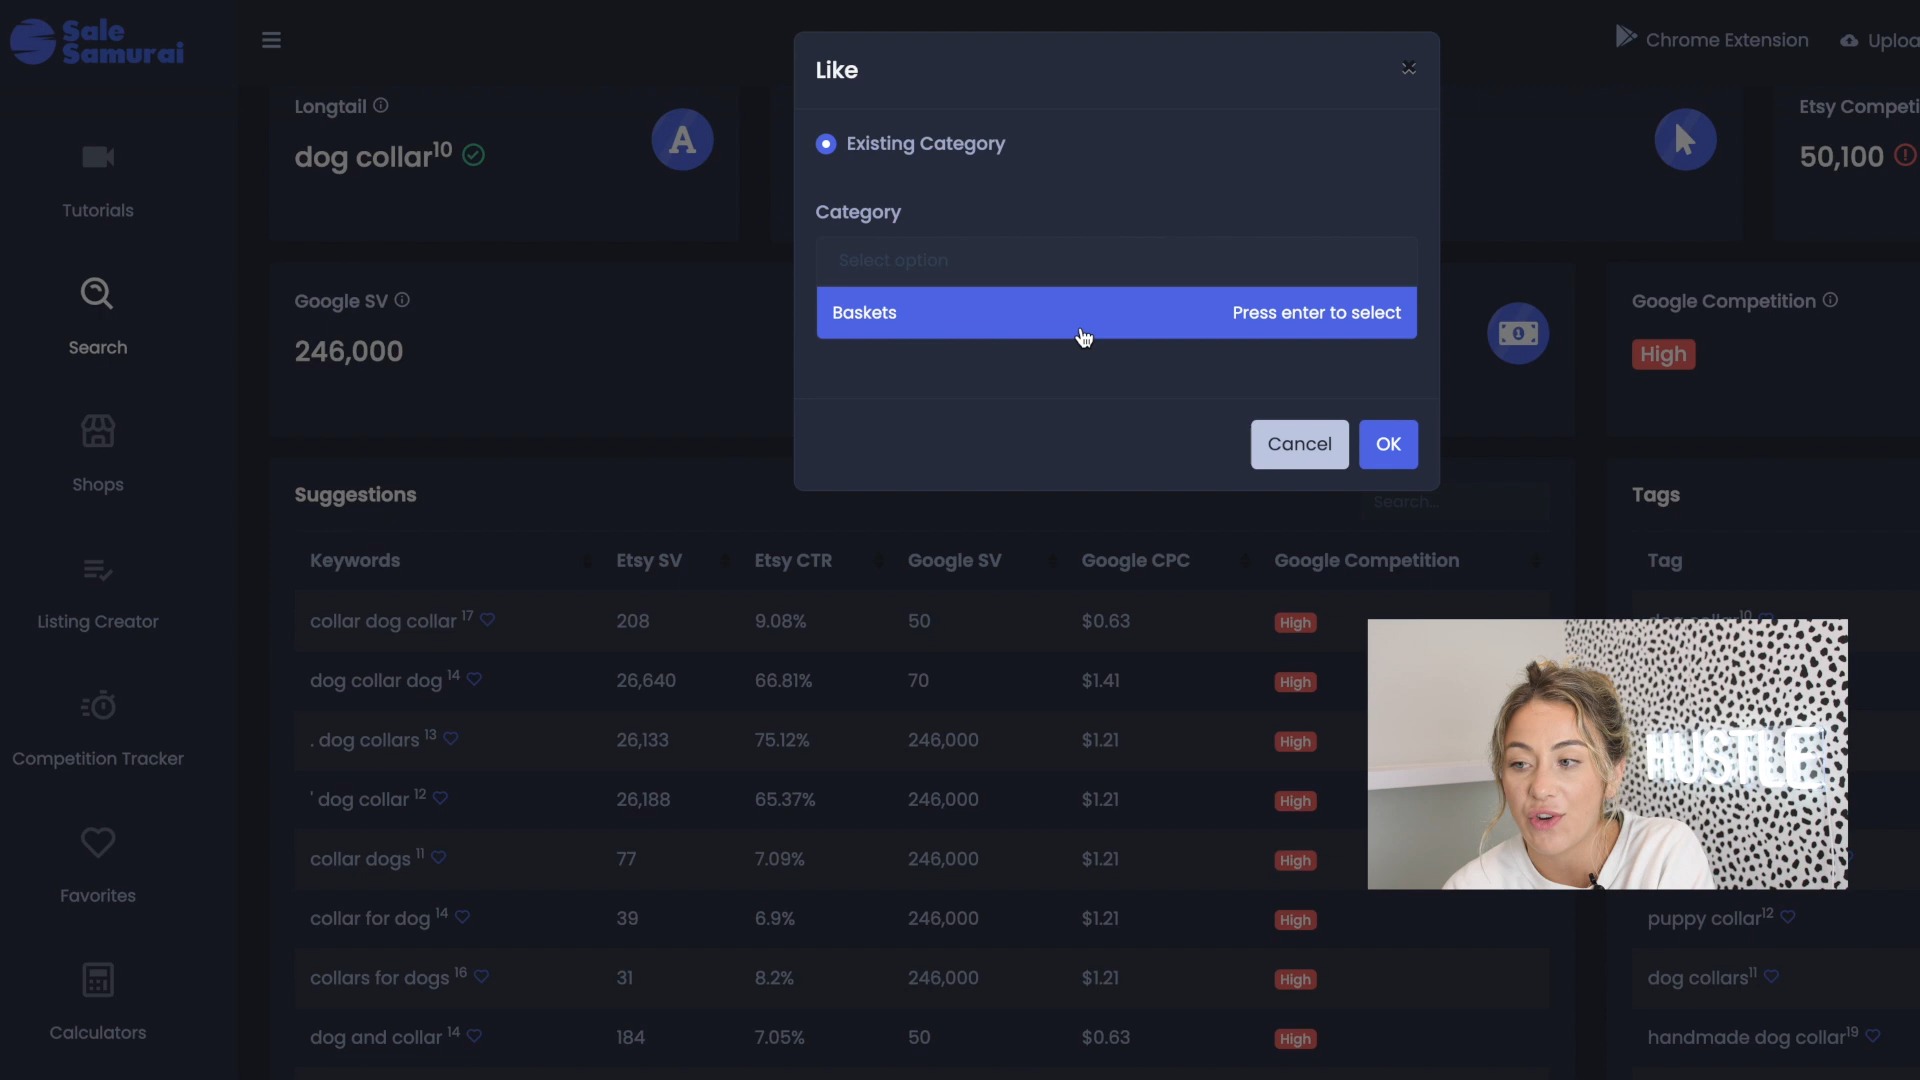 Sale
Samurai
Chrome Extension
Uploa
Like
Existing Category
Category
Select option
Baskets
Press enter to select
Cancel
OK
Longtail
dog collar10
A
Etsy Competi
50,100
Google SV
246,000
Google Competition
High
Tutorials
Search
Shops
Listing Creator
Competition Tracker
Favorites
Calculators
Suggestions
Search...
Keywords Etsy SV Etsy CTR Google SV Google CPC Google Competition
collar dog collar 17 208 9.08% 50 $0.63 High
dog collar dog 14 26,640 66.81% 70 $1.41 High
. dog collars 13 26,133 75.12% 246,000 $1.21 High
' dog collar 12 26,188 65.37% 246,000 $1.21 High
collar dogs 11 77 7.09% 246,000 $1.21 High
collar for dog 14 39 6.9% 246,000 $1.21 High
collars for dogs 16 31 8.2% 246,000 $1.21 High
dog and collar 14 184 7.05% 50 $0.63 High
Tags
Tag
dog collar10
HUSTLE
puppy collar12
dog collars11
handmade dog collar19